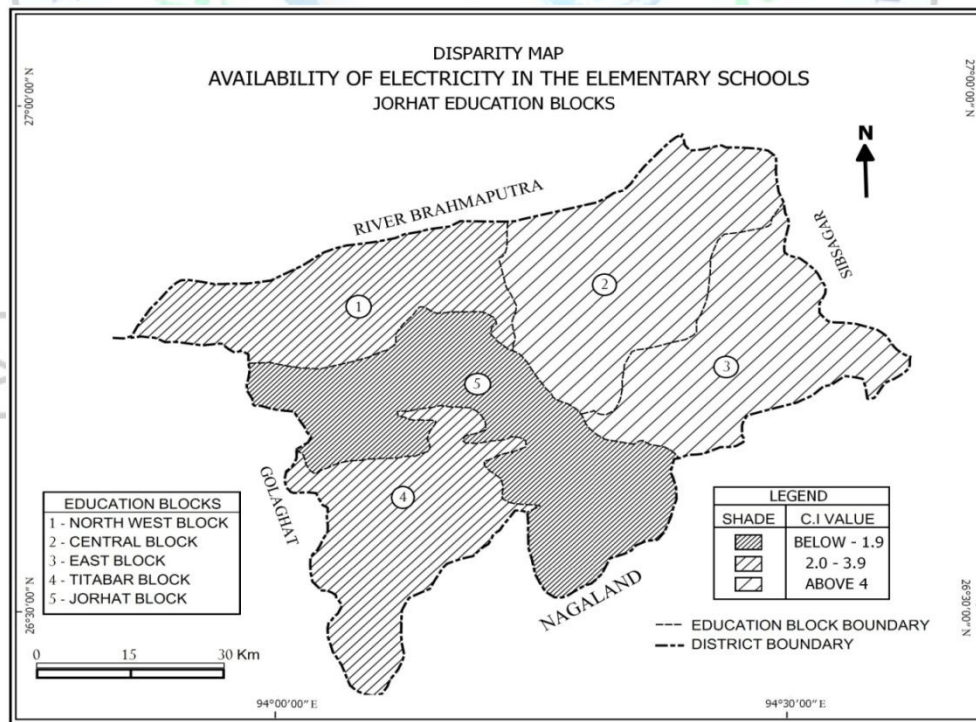 DISPARITY MAP
AVAILABILITY OF ELECTRICITY IN THE ELEMENTARY SCHOOLS
JORHAT EDUCATION BLOCKS
27°00'00" N
27°00'00" N
N
RIVER BRAHMAPUTRA
SIBSAGAR
1
2
3
5
4
GOLAGHAT
NAGALAND
EDUCATION BLOCKS
1 - NORTH WEST BLOCK
2 - CENTRAL BLOCK
3 - EAST BLOCK
4 - TITABAR BLOCK
5 - JORHAT BLOCK
LEGEND
SHADE C.I VALUE
BELOW - 1.9
2.0 - 3.9
ABOVE 4
EDUCATION BLOCK BOUNDARY
DISTRICT BOUNDARY
26°30'00" N
26°30'00" N
0 15 30 Km
94°00'00" E
94°30'00" E